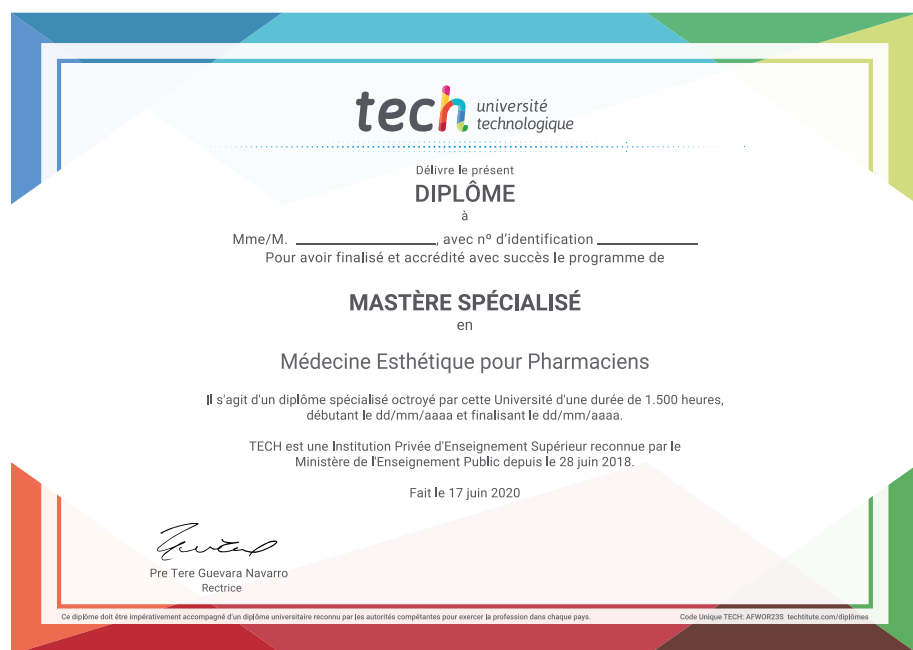 tech université
technologique
Délivre le présent
DIPLÔME
à
Mme/M. ____________________, avec nº d'identification ______________
Pour avoir finalisé et accrédité avec succès le programme de
MASTÈRE SPÉCIALISÉ
en
Médecine Esthétique pour Pharmaciens
Il s'agit d'un diplôme spécialisé octroyé par cette Université d'une durée de 1.500 heures,
débutant le dd/mm/aaaa et finalisant le dd/mm/aaaa.
TECH est une Institution Privée d'Enseignement Supérieur reconnue par le
Ministère de l'Enseignement Public depuis le 28 juin 2018.
Fait le 17 juin 2020
Pre Tere Guevara Navarro
Rectrice
Ce diplôme doit être impérativement accompagné d'un diplôme universitaire reconnu par les autorités compétantes pour exercer la profession dans chaque pays.
Code Unique TECH: AFWOR23S techtitute.com/diplômes